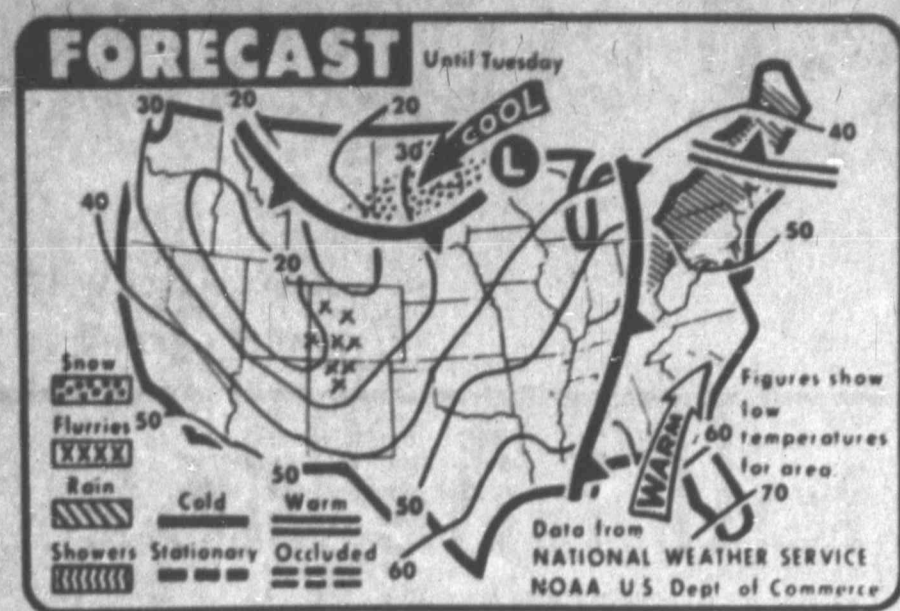 FORECAST
Until Tuesday
30 20 20
COOL
30
L
40
40
50
20
Snow
Flurries
Rain
Showers
50
50
Cold
Stationary
Warm
Occluded
50
60
WARM
Figures show
low
temperatures
for area.
60
70
Data from
NATIONAL WEATHER SERVICE
NOAA U S Dept of Commerce